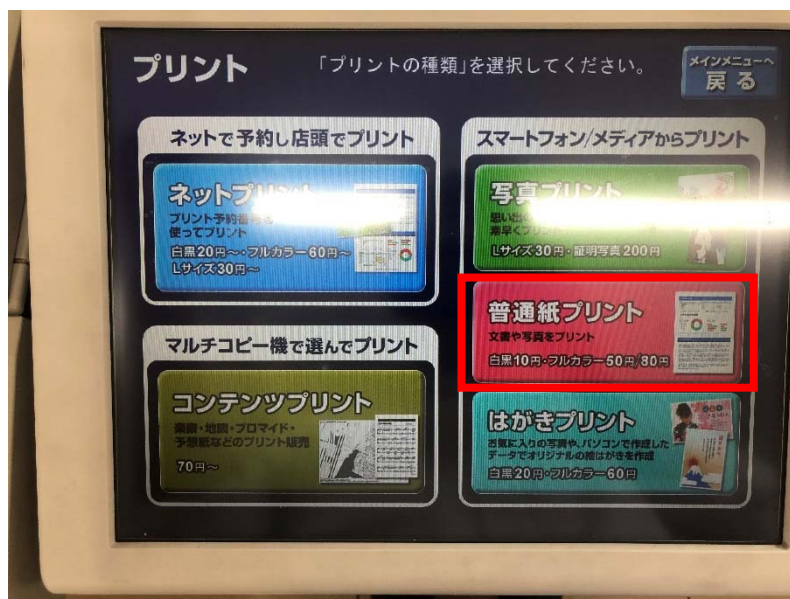 プリント
「プリントの種類」を選択してください。
メインメニューへ
戻る
ネットで予約し店頭でプリント
ネットプリント
プリント予約番号を
使ってプリント
白黒20円～・フルカラー60円～
Lサイズ30円～
マルチコピー機で選んでプリント
コンテンツプリント
楽譜・地図・ブロマイド・
予想紙などのプリント販売
70円～
スマートフォン/メディアからプリント
写真プリント
素早くプリント
Lサイズ30円・証明写真200円
普通紙プリント
文書や写真をプリント
白黒10円・フルカラー50円/80円
はがきプリント
お気に入りの写真や、パソコンで作成した
データでオリジナルの絵はがきを作成
白黒20円・フルカラー60円